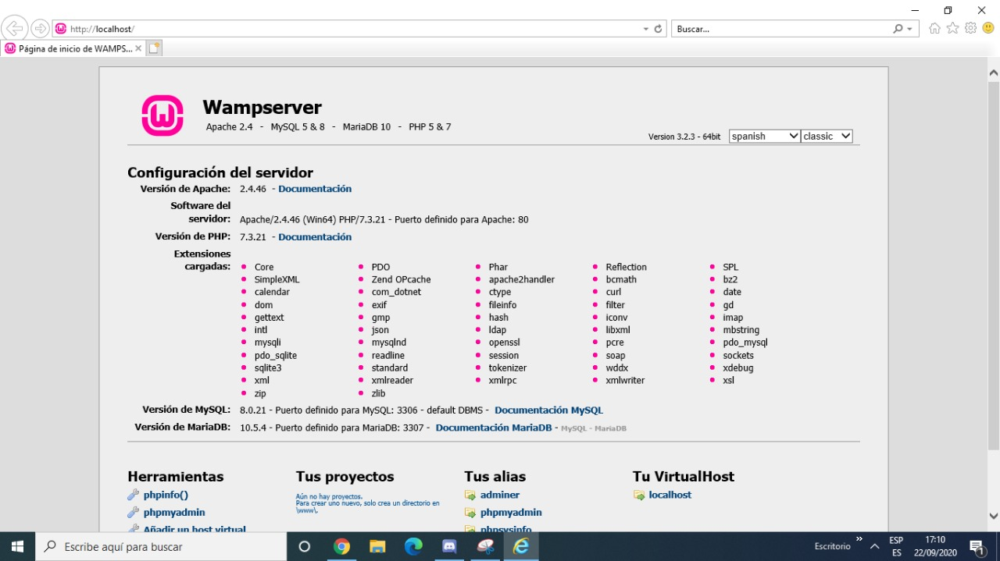 http://localhost/
Buscar...
Página de inicio de WAMPS...
Wampserver
Apache 2.4 - MySQL 5 & 8 - MariaDB 10 - PHP 5 & 7
Version 3.2.3 - 64bit spanish classic
Configuración del servidor
Versión de Apache: 2.4.46 - Documentación
Software del
servidor: Apache/2.4.46 (Win64) PHP/7.3.21 - Puerto definido para Apache: 80
Versión de PHP: 7.3.21 - Documentación
Extensiones
cargadas: Core PDO Phar Reflection SPL
SimpleXML Zend OPcache apache2handler bcmath bz2
calendar com_dotnet ctype curl date
dom exif fileinfo filter gd
gettext gmp hash iconv imap
intl json ldap libxml mbstring
mysqli mysqlnd openssl pcre pdo_mysql
pdo_sqlite readline session soap sockets
sqlite3 standard tokenizer wddx xdebug
xml xmlreader xmlrpc xmlwriter xsl
zip zlib
Versión de MySQL: 8.0.21 - Puerto definido para MySQL: 3306 - default DBMS - Documentación MySQL
Versión de MariaDB: 10.5.4 - Puerto definido para MariaDB: 3307 - Documentación MariaDB - MySQL - MariaDB
Herramientas
phpinfo()
phpmyadmin
Añadir un host virtual
Tus proyectos
Aún no hay proyectos.
Para crear uno nuevo, solo crea un directorio en
\www\.
Tus alias
adminer
phpmyadmin
phpsysinfo
Tu VirtualHost
localhost
Escribe aquí para buscar
Escritorio
ESP
ES
17:10
22/09/2020
1